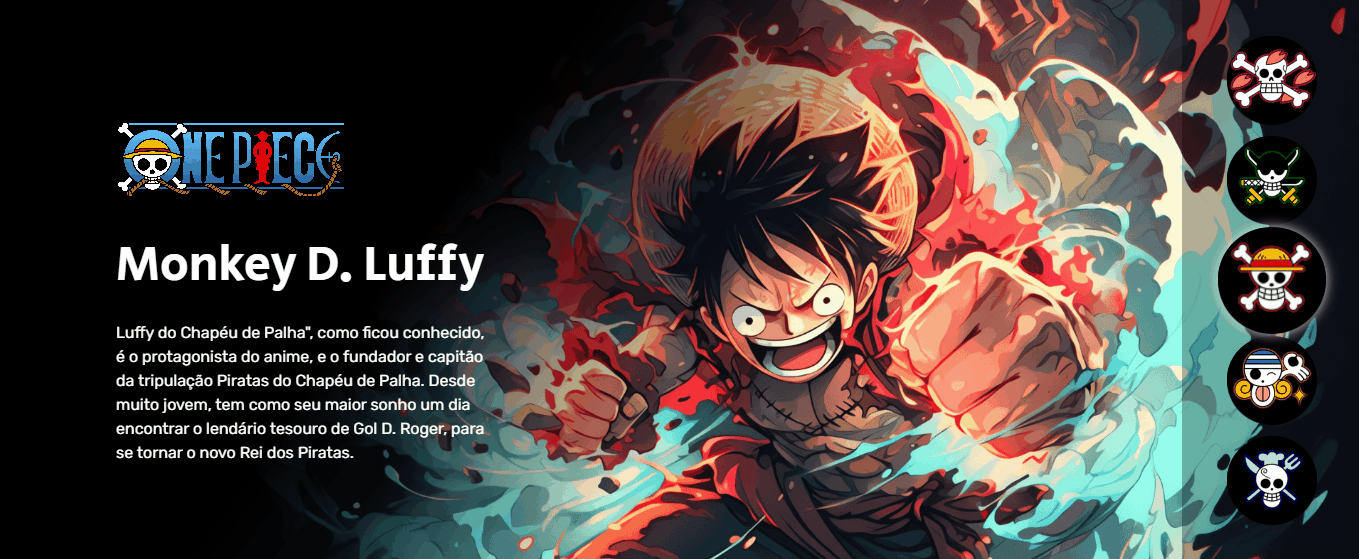 ONE PIECE
Monkey D. Luffy
Luffy do Chapéu de Palha", como ficou conhecido,
é o protagonista do anime, e o fundador e capitão
da tripulação Piratas do Chapéu de Palha. Desde
muito jovem, tem como seu maior sonho um dia
encontrar o lendário tesouro de Gol D. Roger, para
se tornar o novo Rei dos Piratas.